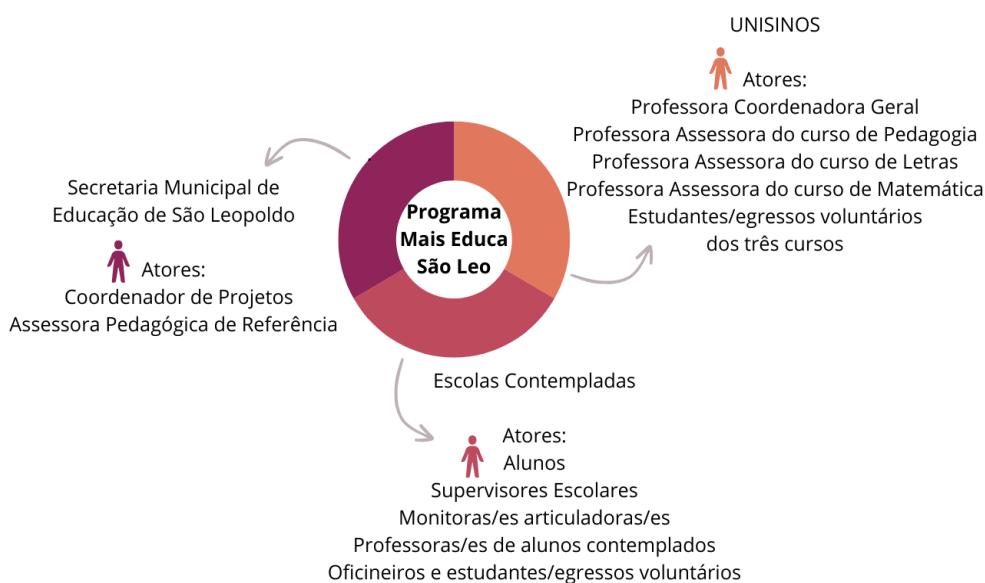 UNISINOS
Atores:
Professora Coordenadora Geral
Professora Assessora do curso de Pedagogia
Professora Assessora do curso de Letras
Professora Assessora do curso de Matemática
Estudantes/egressos voluntários
dos três cursos
Secretaria Municipal de
Educação de São Leopoldo
Atores:
Coordenador de Projetos
Assessora Pedagógica de Referência
Programa
Mais Educa
São Leo
Escolas Contempladas
Atores:
Alunos
Supervisores Escolares
Monitoras/es articuladoras/es
Professoras/es de alunos contemplados
Oficineiros e estudantes/egressos voluntários